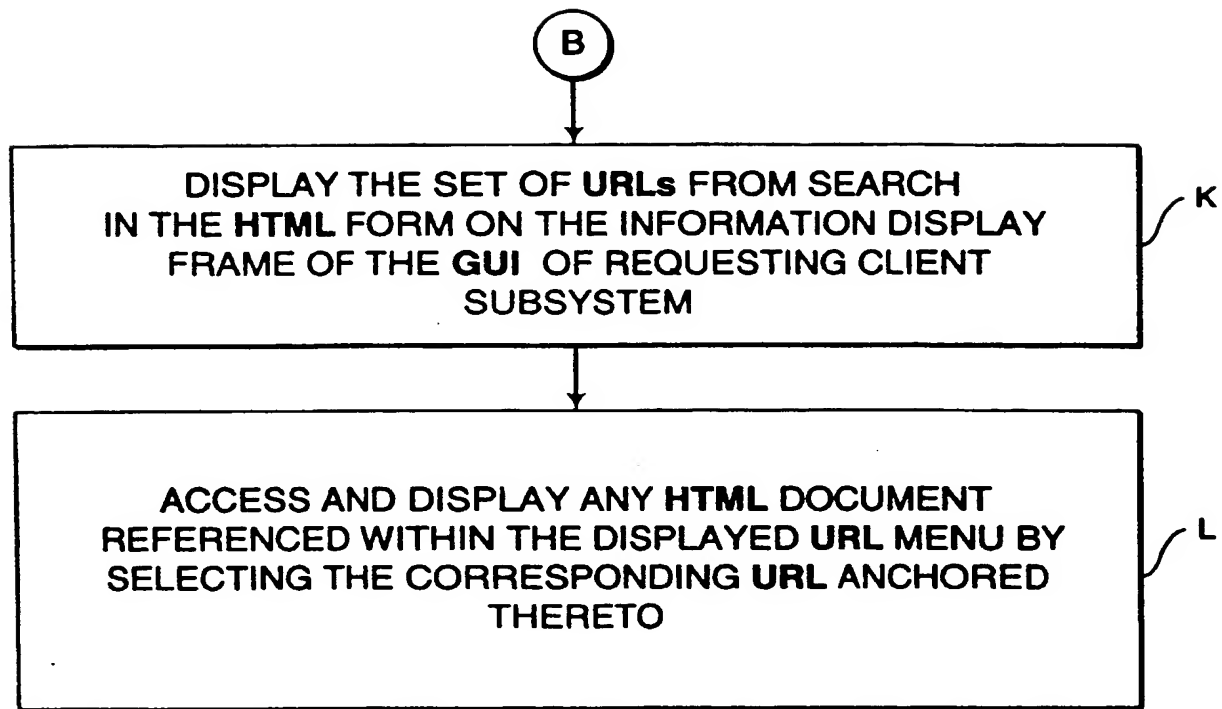 B
DISPLAY THE SET OF URLs FROM SEARCH
IN THE HTML FORM ON THE INFORMATION DISPLAY
FRAME OF THE GUI OF REQUESTING CLIENT
SUBSYSTEM
K
ACCESS AND DISPLAY ANY HTML DOCUMENT
REFERENCED WITHIN THE DISPLAYED URL MENU BY
SELECTING THE CORRESPONDING URL ANCHORED
THERETO
L